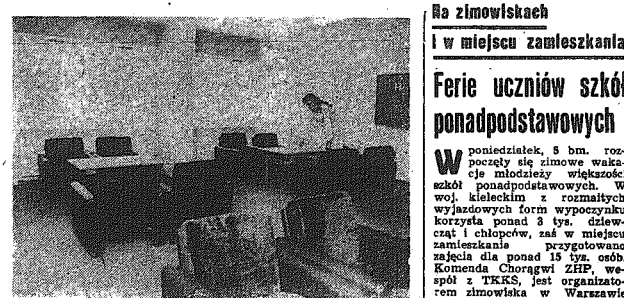 Na zimowiskach
i w miejscu zamieszkania
Ferie uczniów szkół
ponadpodstawowych
W poniedziałek, 5 bm. roz-
poczęły się zimowe waka-
cje młodzieży większości
szkół ponadpodstawowych. W
woj. kieleckim z rozmaitych
wyjazdowych form wypoczynku
korzysta ponad 3 tys. dziew-
cząt i chłopców, zaś w miejscu
zamieszkania przygotowano
zajęcia dla ponad 15 tys. osób.
Komenda Chorągwi ZHP, we-
spół z TKKŚ, jest organizato-
rem zimowiska w Warszawie